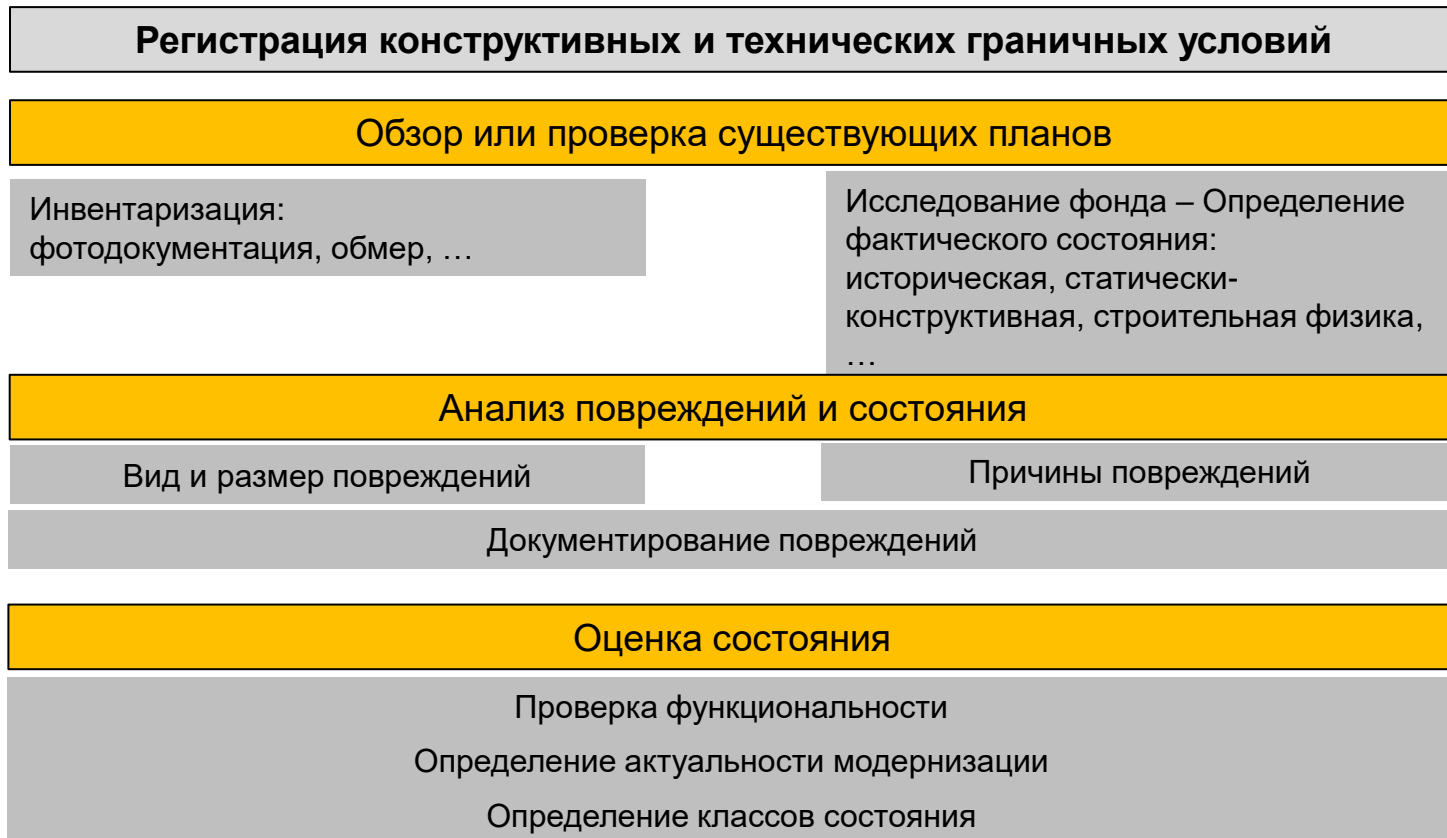 Регистрация конструктивных и технических граничных условий
Обзор или проверка существующих планов
Инвентаризация:
фотодокументация, обмер, …
Исследование фонда – Определение
фактического состояния:
историческая, статически-
конструктивная, строительная физика,
…
Анализ повреждений и состояния
Вид и размер повреждений
Причины повреждений
Документирование повреждений
Оценка состояния
Проверка функциональности
Определение актуальности модернизации
Определение классов состояния